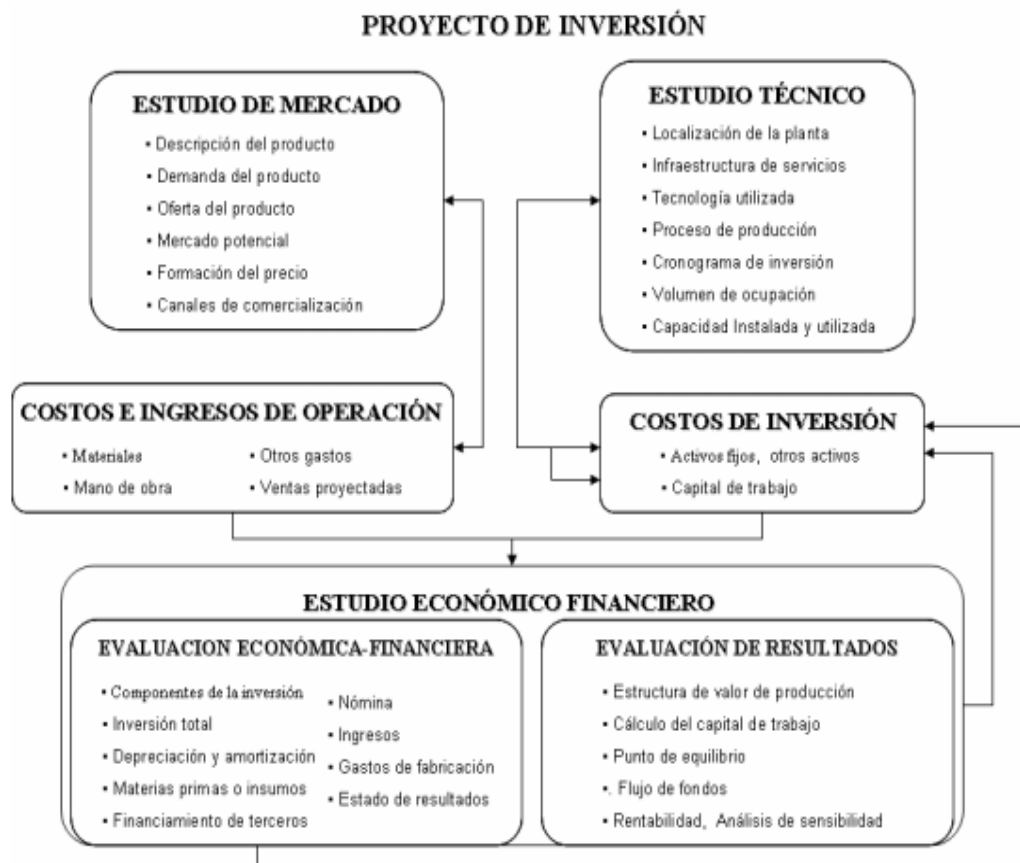 PROYECTO DE INVERSIÓN
ESTUDIO DE MERCADO
▪ Descripción del producto
▪ Demanda del producto
▪ Oferta del producto
▪ Mercado potencial
▪ Formación del precio
▪ Canales de comercialización
ESTUDIO TÉCNICO
▪ Localización de la planta
▪ Infraestructura de servicios
▪ Tecnología utilizada
▪ Proceso de producción
▪ Cronograma de inversión
▪ Volumen de ocupación
▪ Capacidad Instalada y utilizada
COSTOS E INGRESOS DE OPERACIÓN
▪ Materiales
▪ Mano de obra
▪ Otros gastos
▪ Ventas proyectadas
COSTOS DE INVERSIÓN
▪ Activos fijos, otros activos
▪ Capital de trabajo
ESTUDIO ECONÓMICO FINANCIERO
EVALUACION ECONÓMICA-FINANCIERA
▪ Componentes de la inversión
▪ Inversión total
▪ Depreciación y amortización
▪ Materias primas o insumos
▪ Financiamiento de terceros
▪ Nómina
▪ Ingresos
▪ Gastos de fabricación
▪ Estado de resultados
EVALUACIÓN DE RESULTADOS
▪ Estructura de valor de producción
▪ Cálculo del capital de trabajo
▪ Punto de equilibrio
▪. Flujo de fondos
▪ Rentabilidad, Análisis de sensibilidad